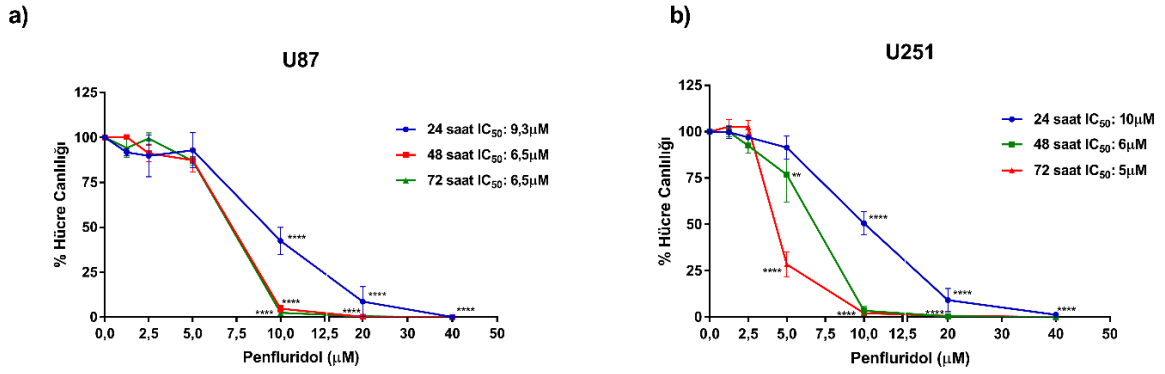 a)
U87
125
100
75
50
25
0
% Hücre Canlılığı
0,0 2,5 5,0 7,5 10,0 12,5 20 30 40 50
Penfluridol (µM)
24 saat IC50: 9,3µM
48 saat IC50: 6,5µM
72 saat IC50: 6,5µM
****
****
****
****
****
****
b)
U251
125
100
75
50
25
0
% Hücre Canlılığı
0,0 2,5 5,0 7,5 10,0 12,5 20 30 40 50
Penfluridol (µM)
24 saat IC50: 10µM
48 saat IC50: 6µM
72 saat IC50: 5µM
**
****
****
****
****
****
****